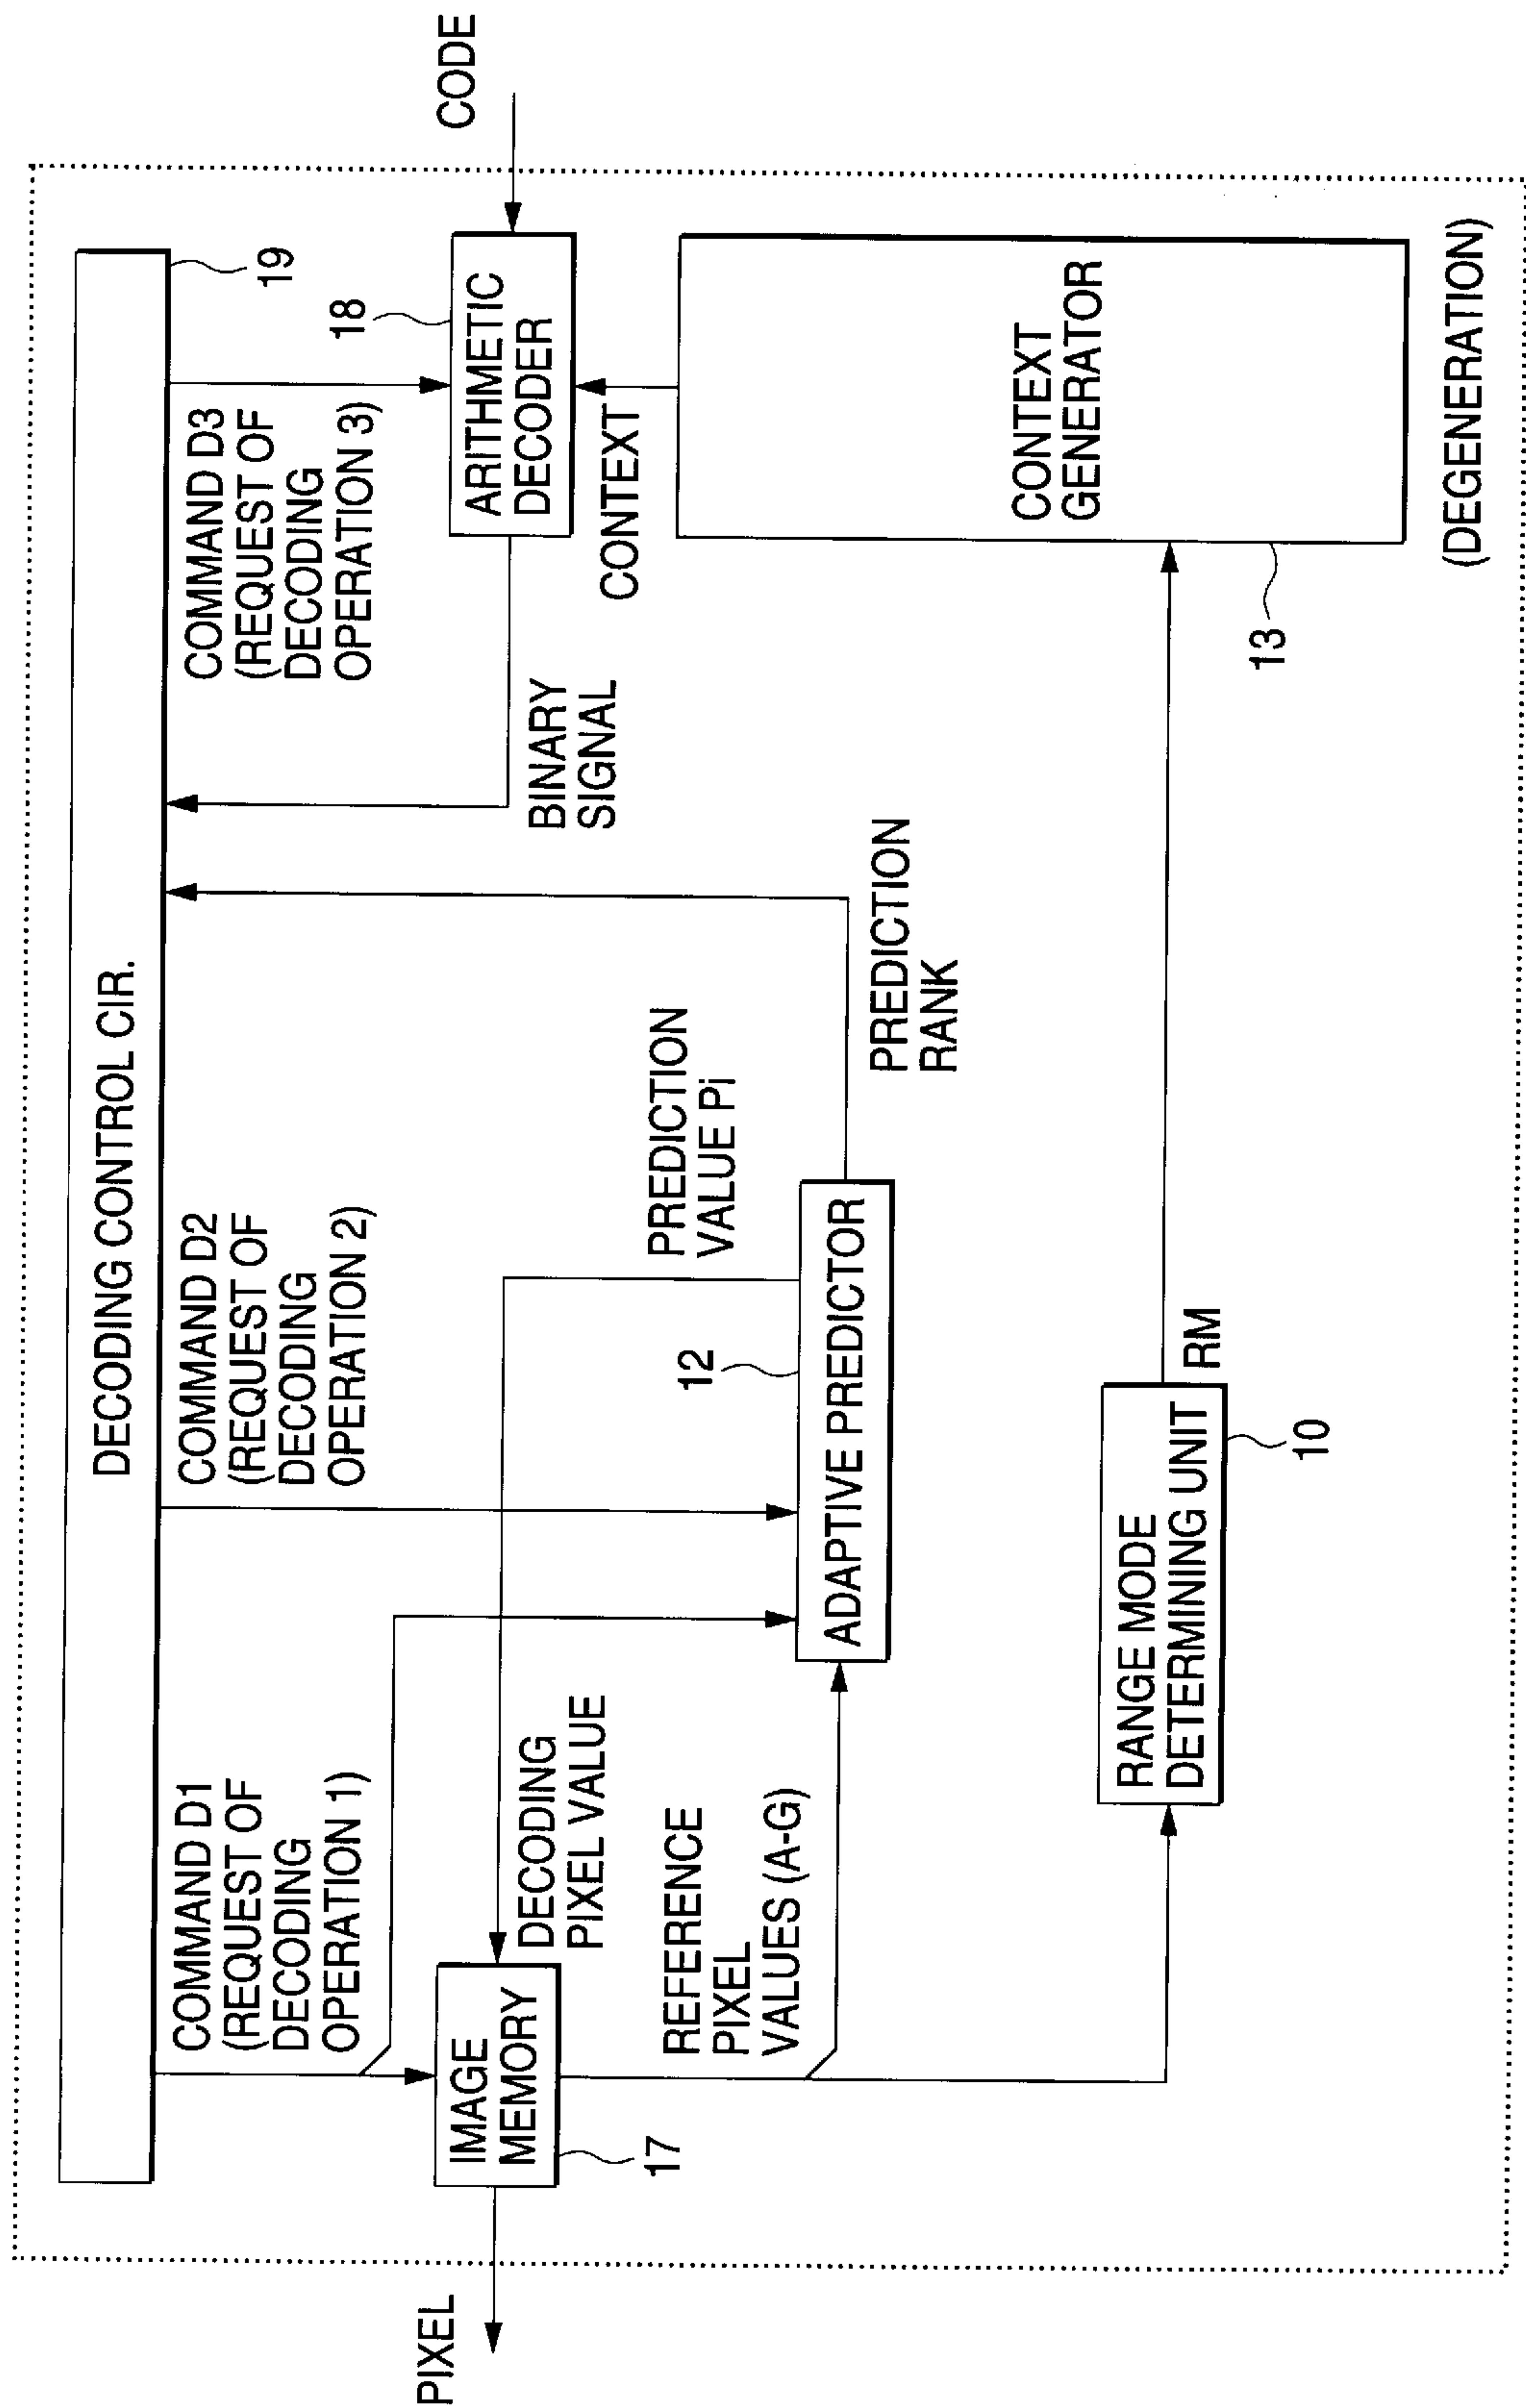 DECODING CONTROL CIR.
19
COMMAND D1
(REQUEST OF
DECODING
OPERATION 1)
COMMAND D2
(REQUEST OF
DECODING
OPERATION 2)
COMMAND D3
(REQUEST OF
DECODING
OPERATION 3)
18
CODE
PIXEL
IMAGE
MEMORY
17
DECODING
PIXEL VALUE
ARITHMETIC
DECODER
BINARY
SIGNAL
CONTEXT
PREDICTION
VALUE Pi
REFERENCE
PIXEL
VALUES (A-G)
12
ADAPTIVE PREDICTOR
PREDICTION
RANK
RANGE MODE
DETERMINING UNIT
10
RM
CONTEXT
GENERATOR
13
(DEGENERATION)